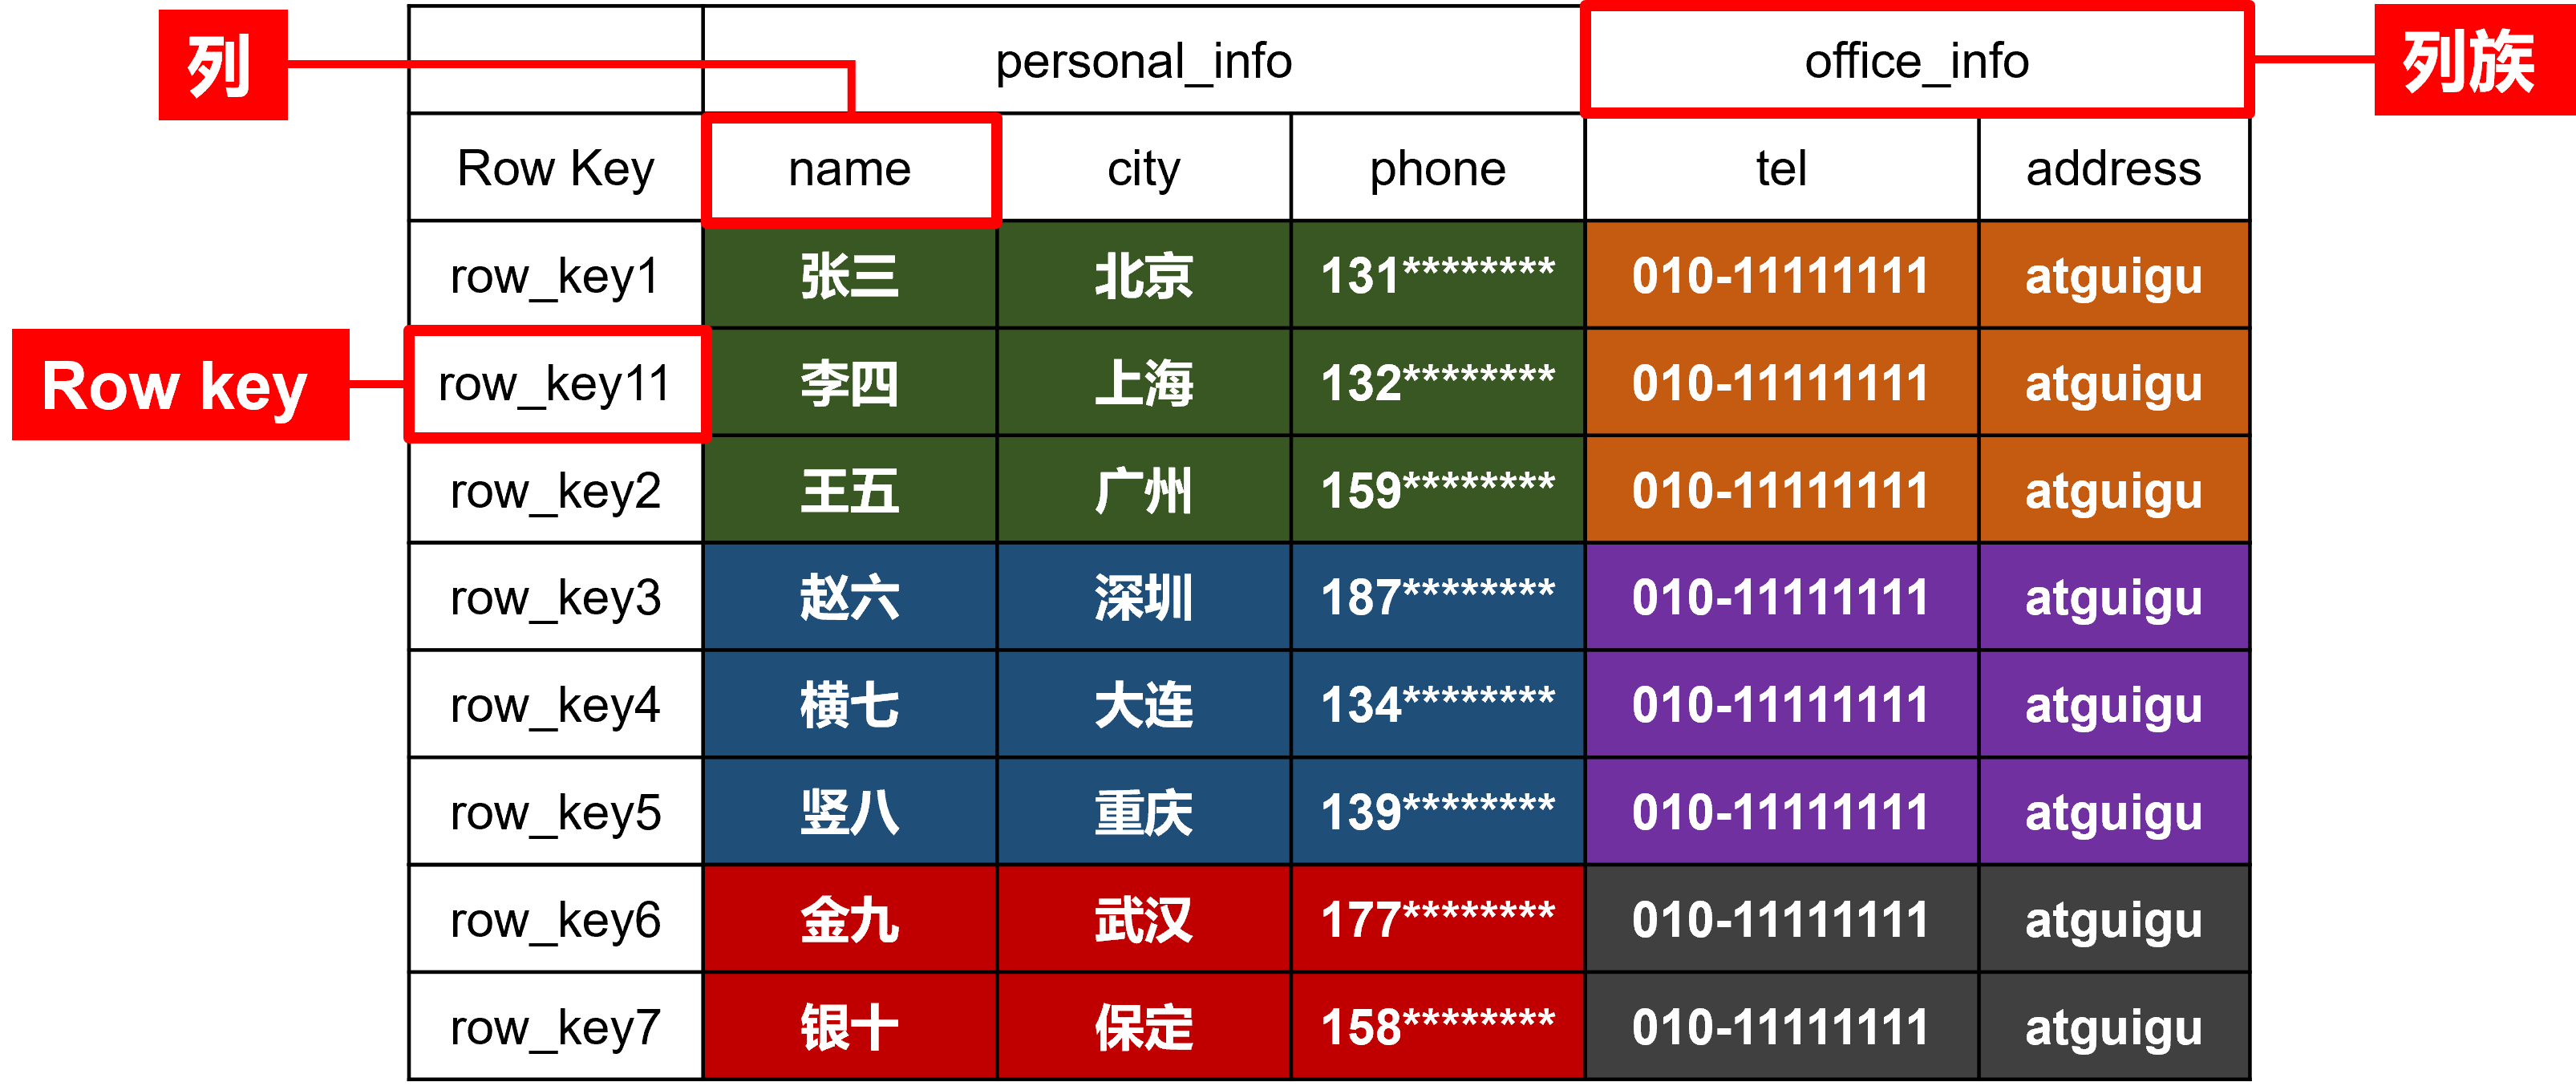 列 personal_info office_info 列族
Row Key name city phone tel address
row_key1 张三 北京 131******** 010-11111111 atguigu
Row key row_key11 李四 上海 132******** 010-11111111 atguigu
row_key2 王五 广州 159******** 010-11111111 atguigu
row_key3 赵六 深圳 187******** 010-11111111 atguigu
row_key4 横七 大连 134******** 010-11111111 atguigu
row_key5 竖八 重庆 139******** 010-11111111 atguigu
row_key6 金九 武汉 177******** 010-11111111 atguigu
row_key7 银十 保定 158******** 010-11111111 atguigu